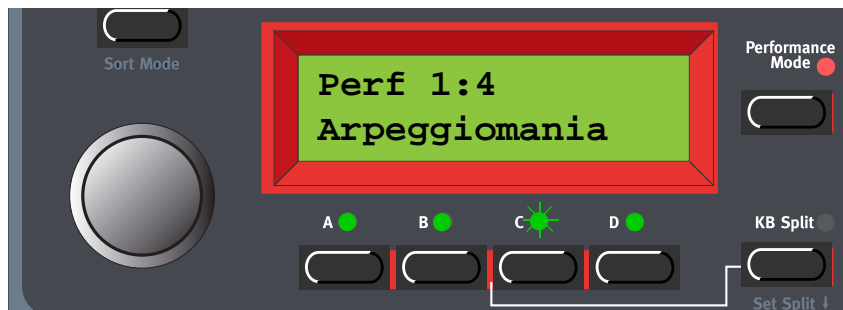 Sort Mode
Perf 1:4
Arpeggiomania
Performance
Mode
A
B
C
D
KB Split
Set Split ↓